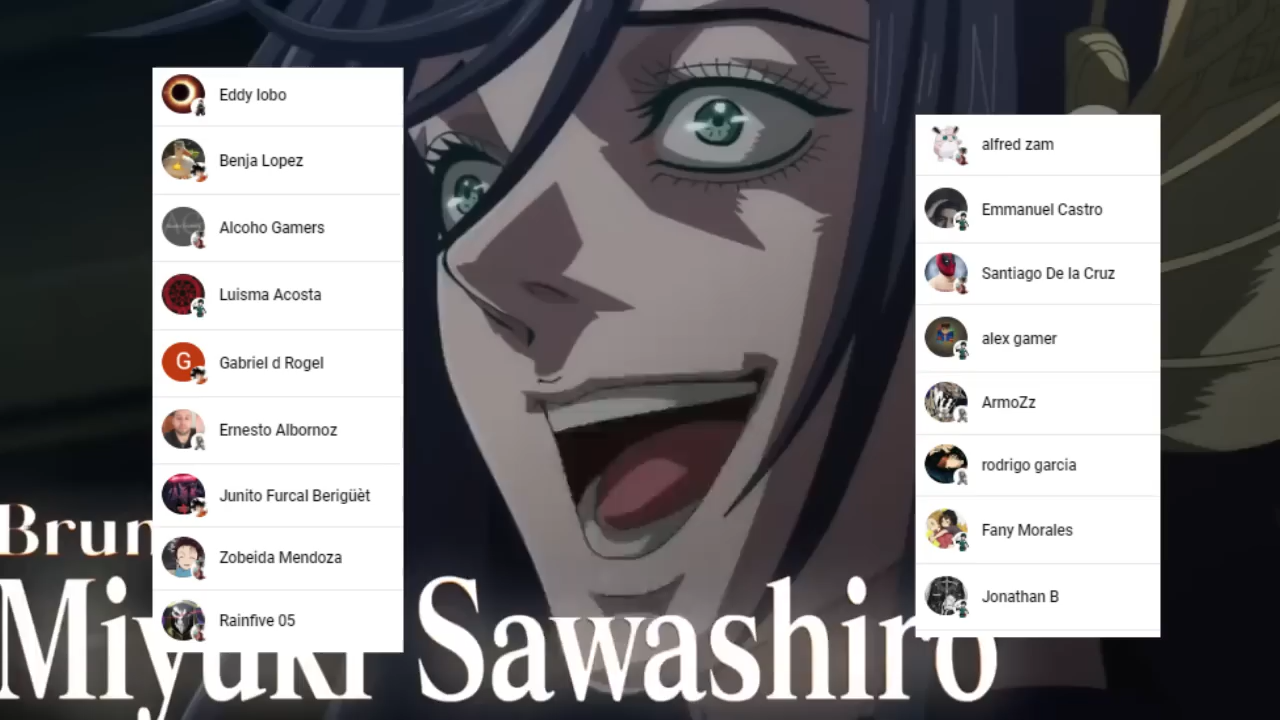 Eddy lobo
Benja Lopez
Alcoho Gamers
Luisma Acosta
G
Gabriel d Rogel
Ernesto Albornoz
Junito Furcal Berigüèt
Zobeida Mendoza
Rainfive 05
alfred zam
Emmanuel Castro
Santiago De la Cruz
alex gamer
ArmoZz
rodrigo garcia
Fany Morales
Jonathan B
Brun
Miyuki Sawashiro